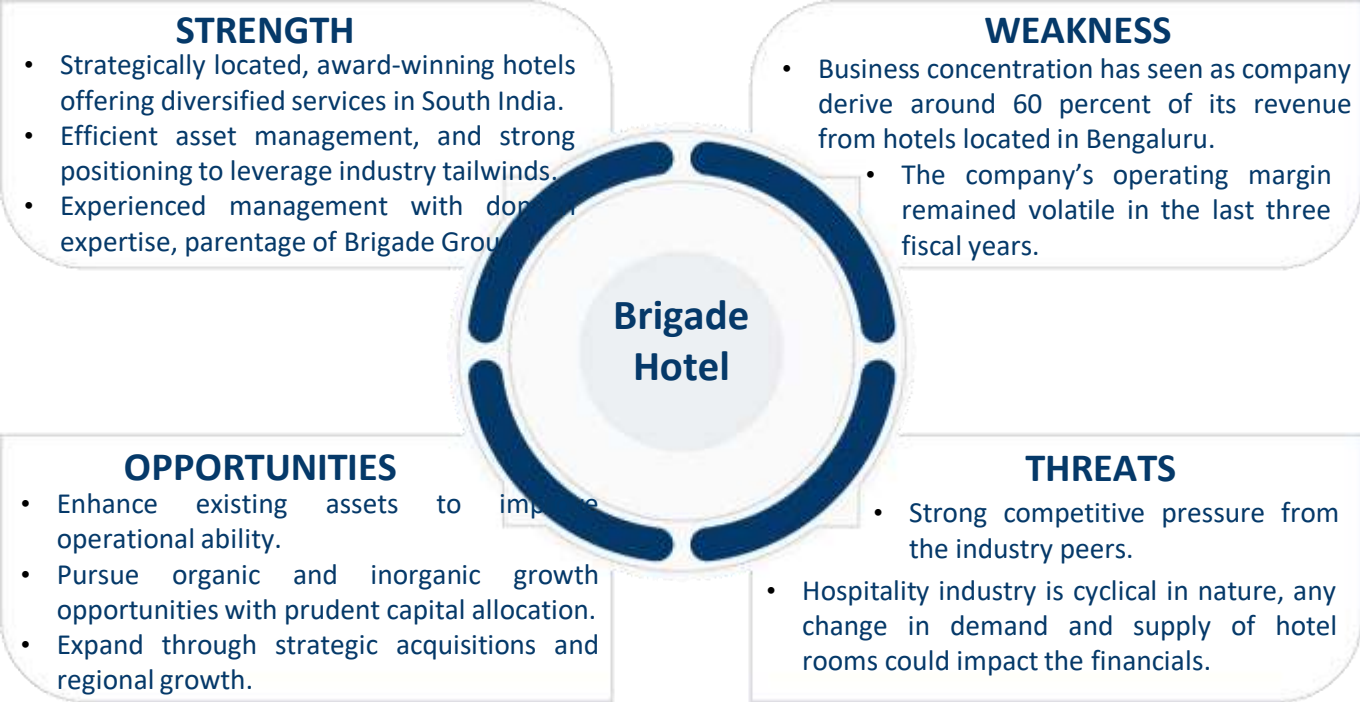 STRENGTH
• Strategically located, award-winning hotels
offering diversified services in South India.
• Efficient asset management, and strong
positioning to leverage industry tailwinds.
• Experienced management with
expertise, parentage of Brigade
WEAKNESS
• Business concentration has seen as company
derive around 60 percent of its revenue
from hotels located in Bengaluru.
• The company’s operating margin
remained volatile in the last three
fiscal years.
Brigade
Hotel
OPPORTUNITIES
• Enhance existing assets to
operational ability.
• Pursue organic and inorganic growth
opportunities with prudent capital allocation.
• Expand through strategic acquisitions and
regional growth.
THREATS
• Strong competitive pressure from
the industry peers.
• Hospitality industry is cyclical in nature, any
change in demand and supply of hotel
rooms could impact the financials.